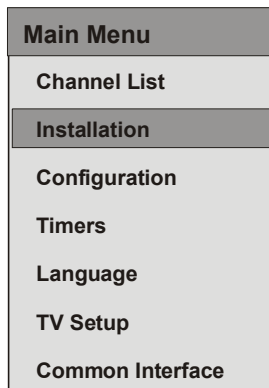 Main Menu
Channel List
Installation
Configuration
Timers
Language
TV Setup
Common Interface